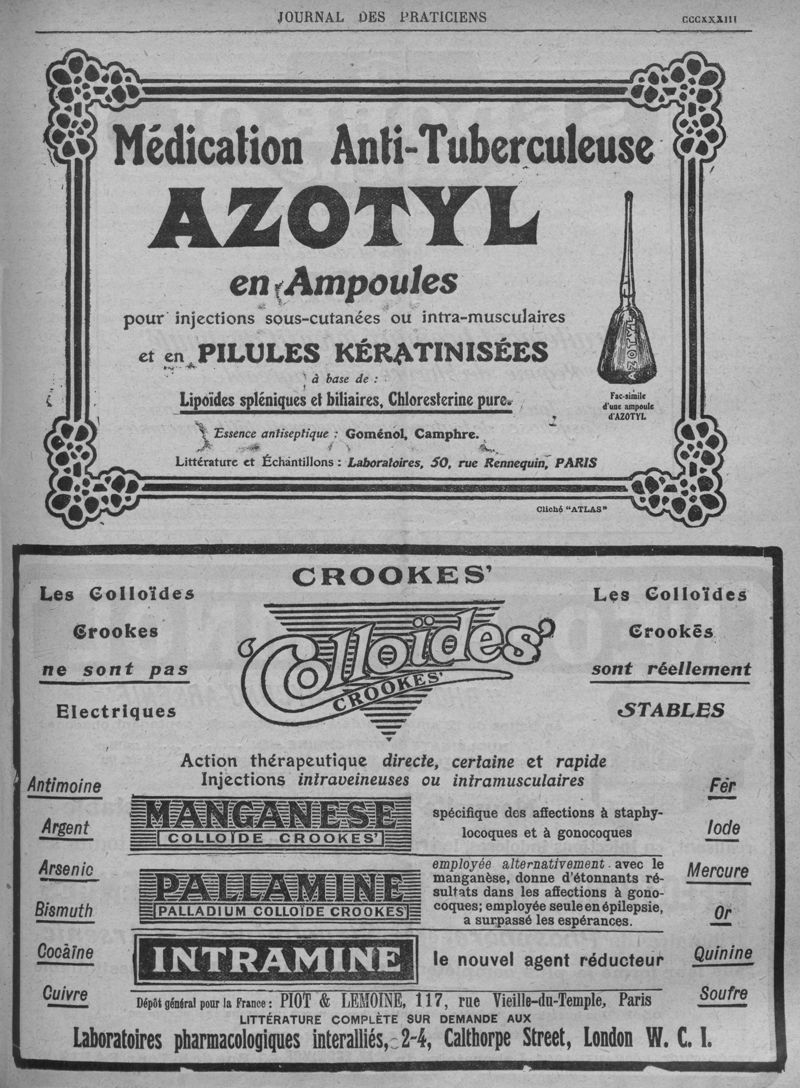 JOURNAL DES PRATICIENS
CCCXXXIII
Médication Anti-Tuberculeuse
AZOTYL
en Ampoules
pour injections sous-cutanées ou intra-musculaires
et en PILULES KÉRATINISÉES
à base de :
Lipoïdes spléniques et biliaires, Chloresterine pure.
Essence antiseptique : Goménol, Camphre.
Littérature et Échantillons : Laboratoires, 50, rue Rennequin, PARIS
AZOTYL
Fac-simile
d'une ampoule
d'AZOTYL
Cliché "ATLAS"
Les Colloïdes
Crookes
ne sont pas
Electriques
CROOKES'
'Colloïdes'
CROOKES'
Les Colloïdes
Crookes
sont réellement
STABLES
Action thérapeutique directe, certaine et rapide
Injections intraveineuses ou intramusculaires
Antimoine
Argent
Arsenic
Bismuth
Cocaïne
Cuivre
MANGANESE
COLLOÏDE CROOKES'
spécifique des affections à staphy-
locoques et à gonocoques
PALLAMINE
[PALLADIUM COLLOÏDE CROOKES]
employée alternativement avec le
manganèse, donne d'étonnants ré-
sultats dans les affections à gono-
coques; employée seule en épilepsie,
a surpassé les espérances.
INTRAMINE
le nouvel agent réducteur
Fer
Iode
Mercure
Or
Quinine
Soufre
Dépôt général pour la France : PIOT & LEMOINE, 117, rue Vieille-du-Temple, Paris
LITTÉRATURE COMPLÈTE SUR DEMANDE AUX
Laboratoires pharmacologiques interalliés, 2-4, Calthorpe Street, London W. C. I.